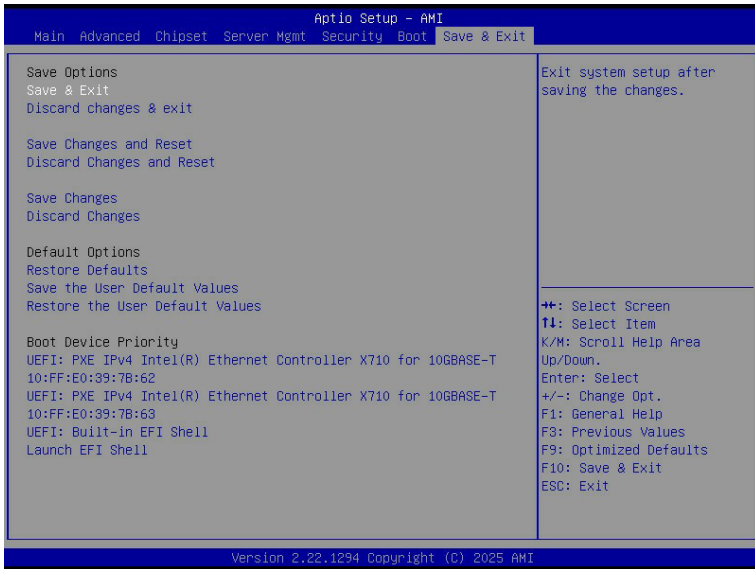 Aptio Setup - AMI
Main Advanced Chipset Server Mgmt Security Boot Save & Exit
Save Options
Save & Exit
Discard changes & exit
Save Changes and Reset
Discard Changes and Reset
Save Changes
Discard Changes
Default Options
Restore Defaults
Save the User Default Values
Restore the User Default Values
Boot Device Priority
UEFI: PXE IPv4 Intel(R) Ethernet Controller X710 for 10GBASE-T
10:FF:E0:39:7B:62
UEFI: PXE IPv4 Intel(R) Ethernet Controller X710 for 10GBASE-T
10:FF:E0:39:7B:63
UEFI: Built-in EFI Shell
Launch EFI Shell
Exit system setup after
saving the changes.
→←: Select Screen
↑↓: Select Item
K/M: Scroll Help Area
Up/Down.
Enter: Select
+/-: Change Opt.
F1: General Help
F3: Previous Values
F9: Optimized Defaults
F10: Save & Exit
ESC: Exit
Version 2.22.1294 Copyright (C) 2025 AMI